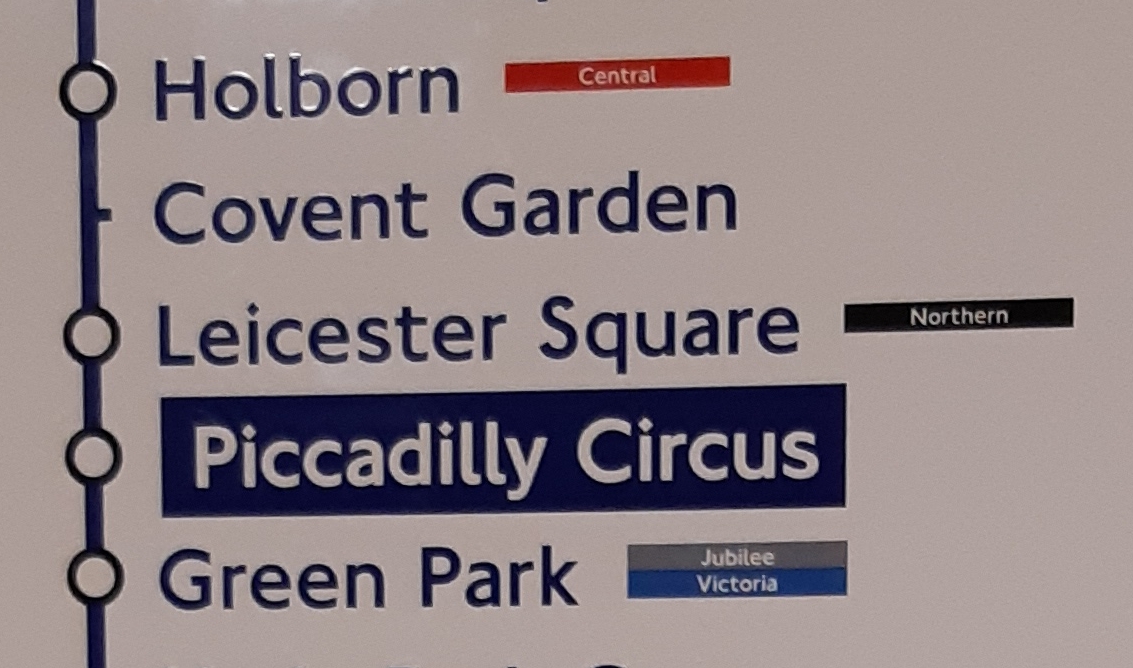 Holborn Central
Covent Garden
Leicester Square Northern
Piccadilly Circus
Green Park Jubilee
Victoria